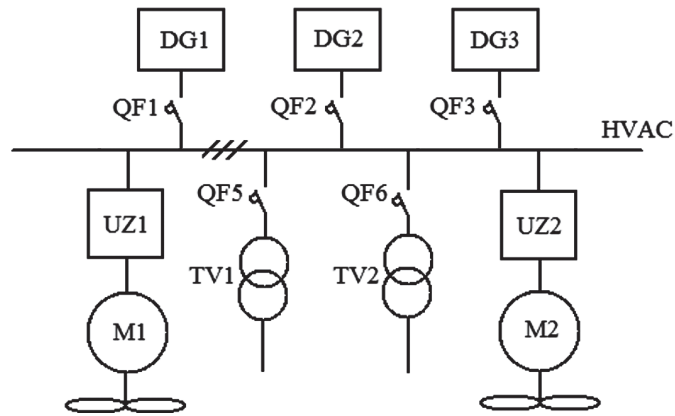 DG1 DG2 DG3
QF1 QF2 QF3
HVAC
QF5 QF6
UZ1 UZ2
TV1 TV2
M1 M2